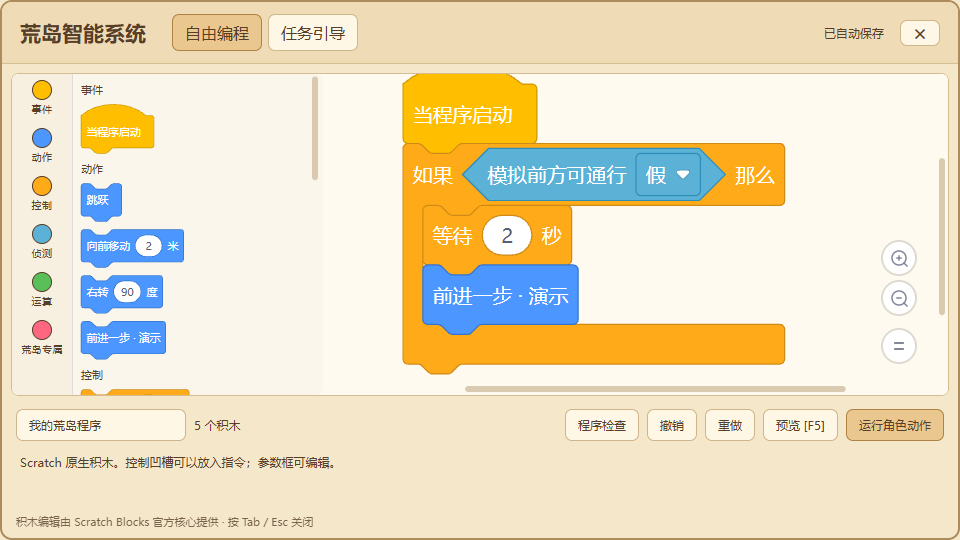 荒岛智能系统
自由编程
任务引导
已自动保存
事件
动作
控制
侦测
运算
荒岛专属
事件
当程序启动
动作
跳跃
向前移动 2 米
右转 90 度
前进一步 · 演示
控制
当程序启动
如果 模拟前方可通行 假 那么
等待 2 秒
前进一步 · 演示
我的荒岛程序
5 个积木
程序检查
撤销
重做
预览 [F5]
运行角色动作
Scratch 原生积木。控制凹槽可以放入指令；参数框可编辑。
积木编辑由 Scratch Blocks 官方核心提供 · 按 Tab / Esc 关闭